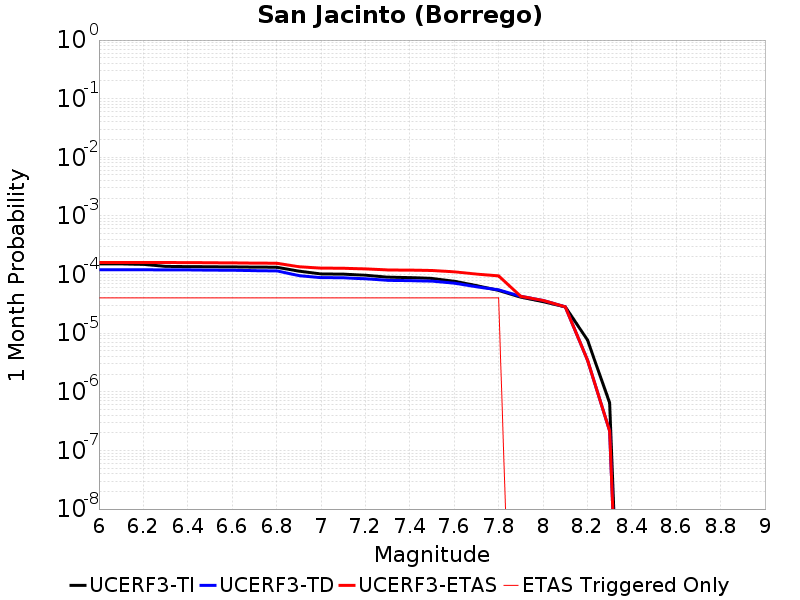 San Jacinto (Borrego)
10^0
10^-1
10^-2
10^-3
10^-4
10^-5
10^-6
10^-7
10^-8
1 Month Probability
6 6.2 6.4 6.6 6.8 7 7.2 7.4 7.6 7.8 8 8.2 8.4 8.6 8.8 9
Magnitude
UCERF3-TI UCERF3-TD UCERF3-ETAS ETAS Triggered Only